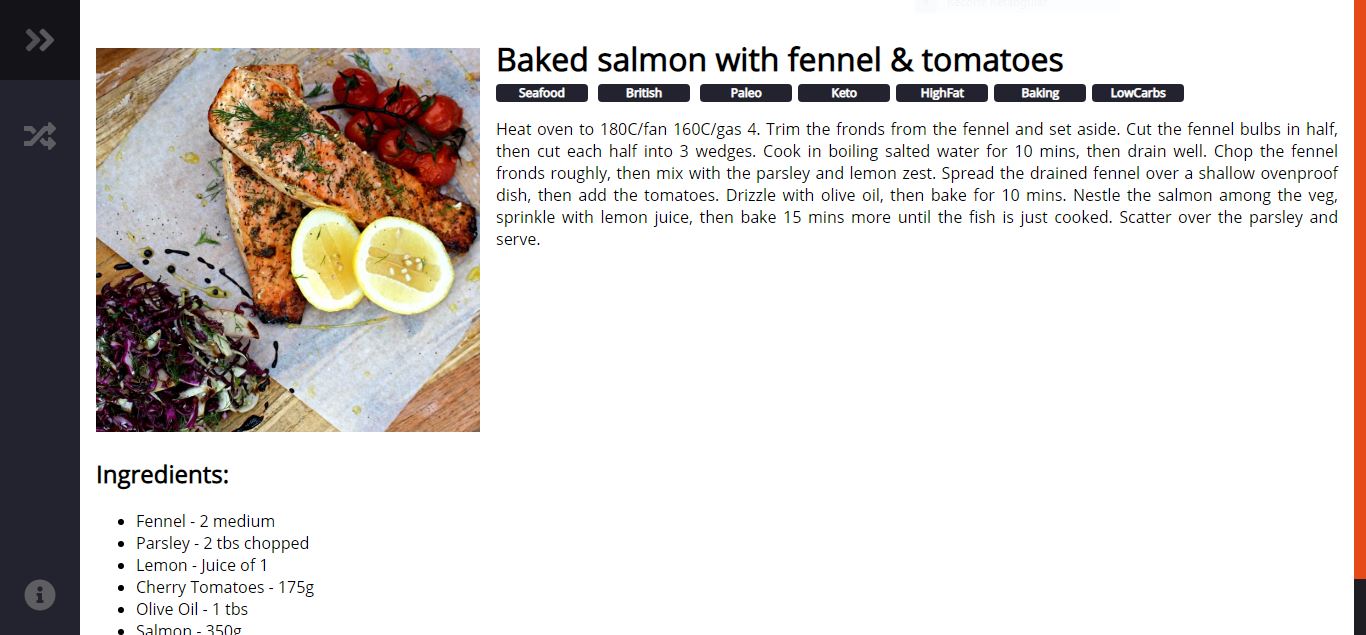 Baked salmon with fennel & tomatoes
Seafood British Paleo Keto HighFat Baking LowCarbs
Heat oven to 180C/fan 160C/gas 4. Trim the fronds from the fennel and set aside. Cut the fennel bulbs in half,
then cut each half into 3 wedges. Cook in boiling salted water for 10 mins, then drain well. Chop the fennel
fronds roughly, then mix with the parsley and lemon zest. Spread the drained fennel over a shallow ovenproof
dish, then add the tomatoes. Drizzle with olive oil, then bake for 10 mins. Nestle the salmon among the veg,
sprinkle with lemon juice, then bake 15 mins more until the fish is just cooked. Scatter over the parsley and
serve.
Ingredients:
Fennel - 2 medium
Parsley - 2 tbs chopped
Lemon - Juice of 1
Cherry Tomatoes - 175g
Olive Oil - 1 tbs
Salmon - 350g